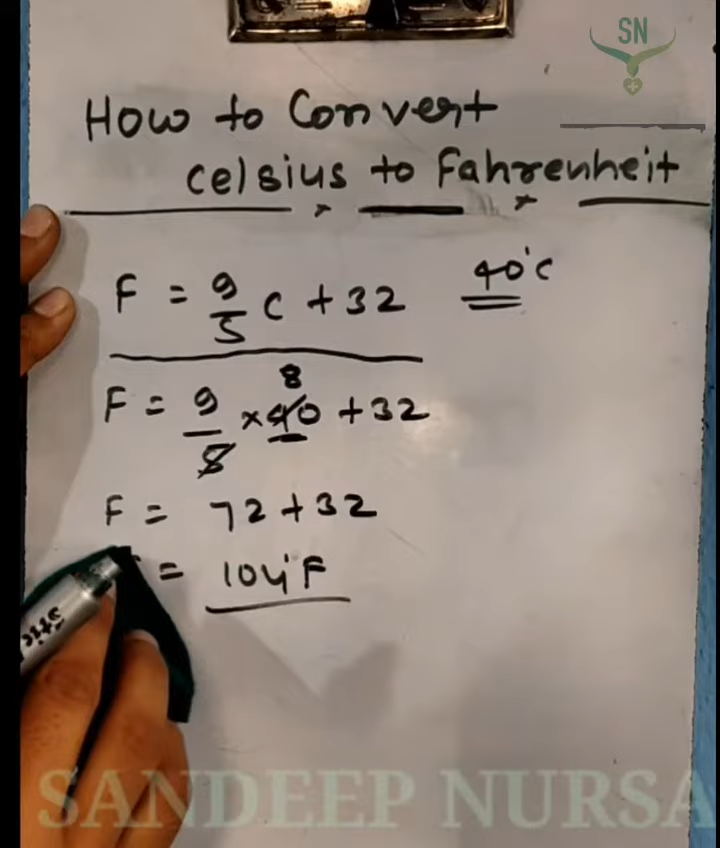 SN
How to Convert
Celsius to Fahrenheit
F = 9/5 C + 32 40°C
8
F = 9/5 × 40 + 32
F = 72 + 32
= 104°F
SANDEEP NURSA